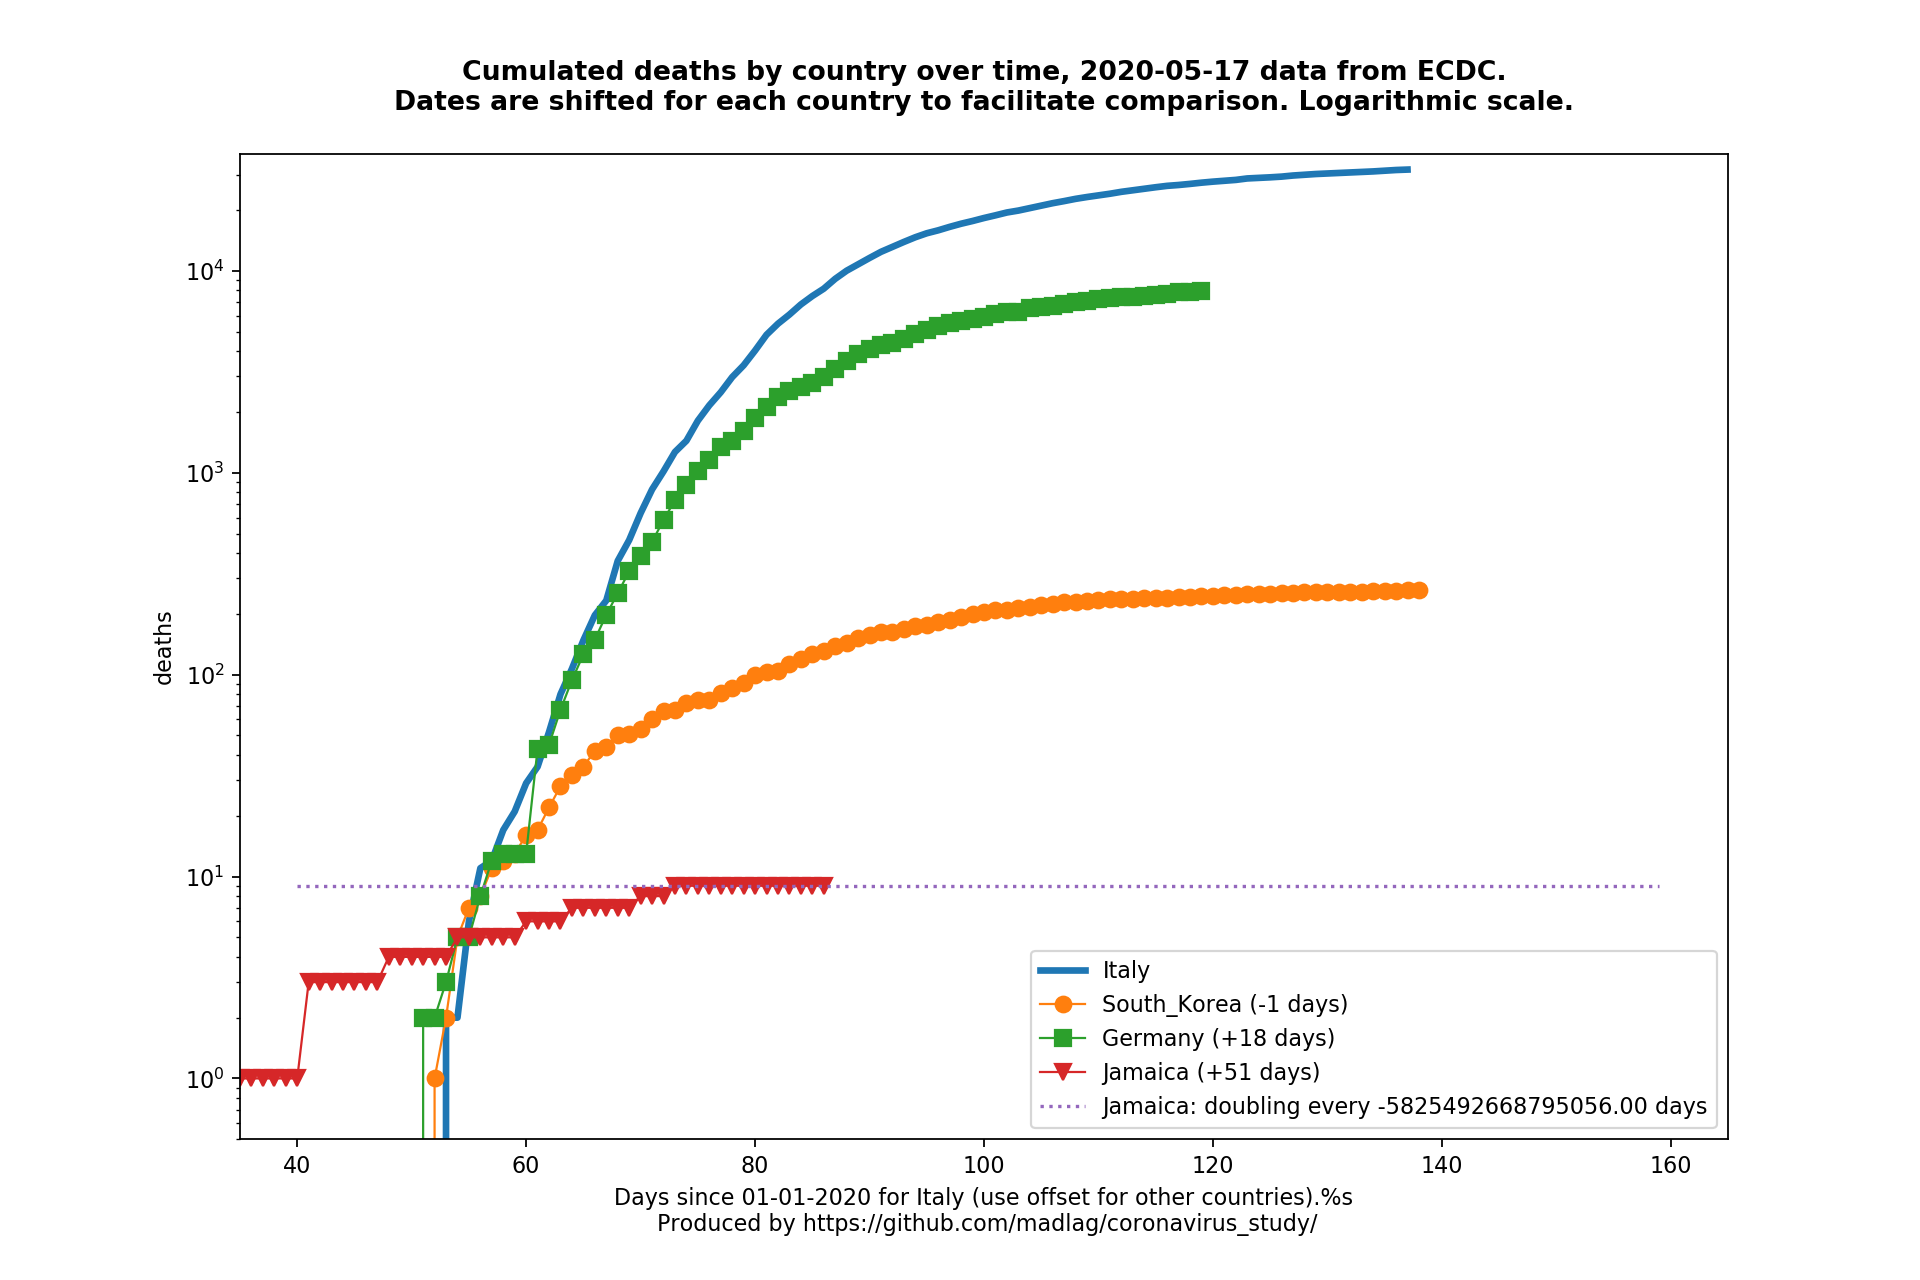 Cumulated deaths by country over time, 2020-05-17 data from ECDC.
Dates are shifted for each country to facilitate comparison. Logarithmic scale.
deaths
10⁴
10³
10²
10¹
10⁰
Italy
South_Korea (-1 days)
Germany (+18 days)
Jamaica (+51 days)
Jamaica: doubling every -5825492668795056.00 days
40 60 80 100 120 140 160
Days since 01-01-2020 for Italy (use offset for other countries).%s
Produced by https://github.com/madlag/coronavirus_study/